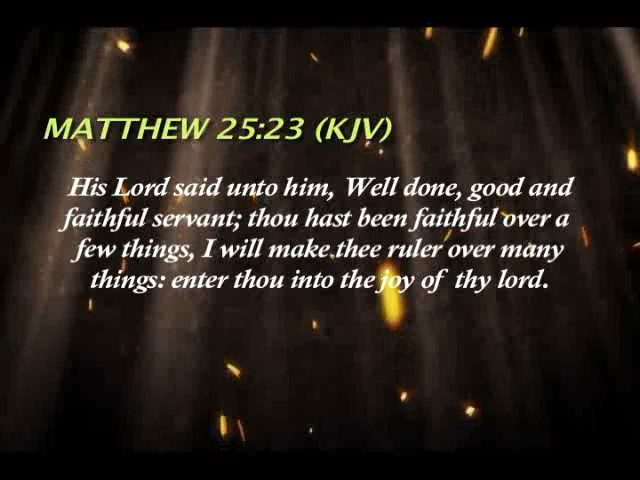 MATTHEW 25:23 (KJV)
His Lord said unto him, Well done, good and
faithful servant; thou hast been faithful over a
few things, I will make thee ruler over many
things: enter thou into the joy of thy lord.